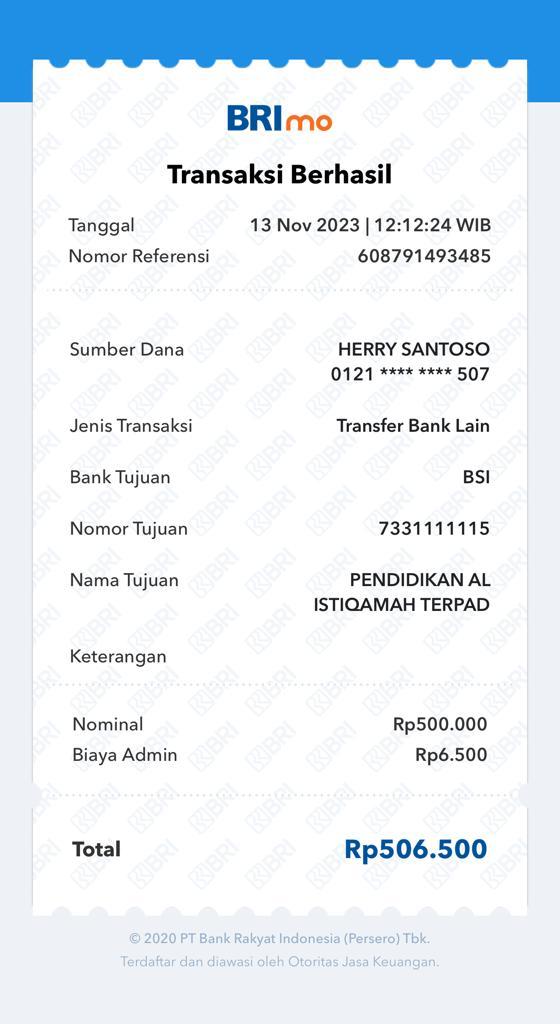 BRImo
Transaksi Berhasil
Tanggal 13 Nov 2023 | 12:12:24 WIB
Nomor Referensi 608791493485
Sumber Dana HERRY SANTOSO
0121 **** **** 507
Jenis Transaksi Transfer Bank Lain
Bank Tujuan BSI
Nomor Tujuan 7331111115
Nama Tujuan PENDIDIKAN AL
ISTIQAMAH TERPAD
Keterangan
Nominal Rp500.000
Biaya Admin Rp6.500
Total Rp506.500
© 2020 PT Bank Rakyat Indonesia (Persero) Tbk.
Terdaftar dan diawasi oleh Otoritas Jasa Keuangan.